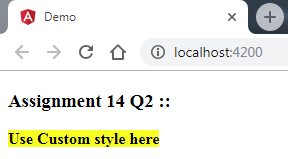 Demo
localhost:4200
Assignment 14 Q2 ::
Use Custom style here